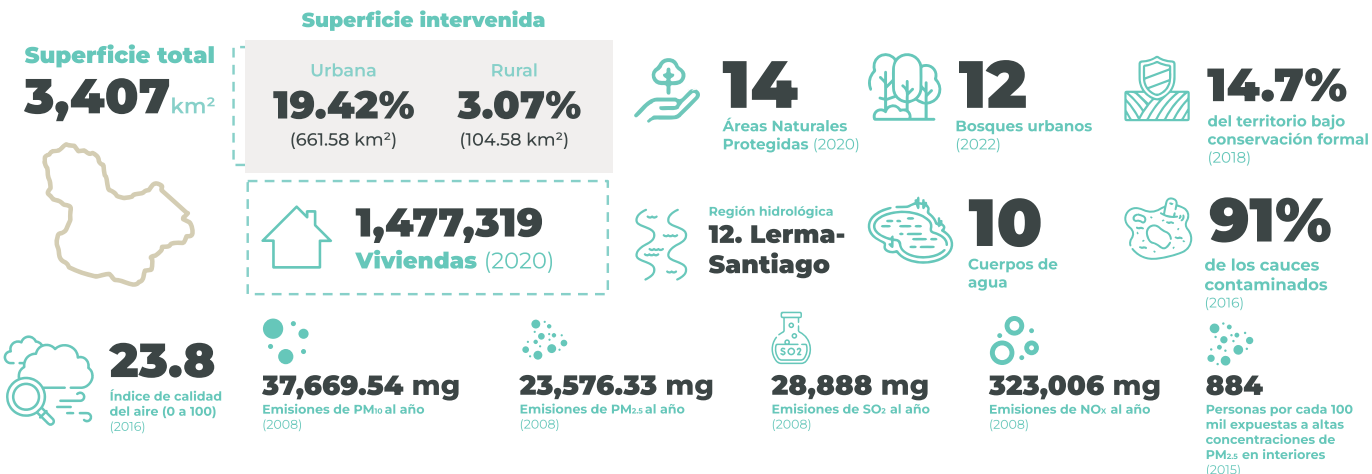 Superficie intervenida
Superficie total
3,407 km²
Urbana
19.42%
(661.58 km²)
Rural
3.07%
(104.58 km²)
1,477,319
Viviendas (2020)
14
Áreas Naturales
Protegidas (2020)
12
Bosques urbanos
(2022)
14.7%
del territorio bajo
conservación formal
(2018)
Región hidrológica
12. Lerma-
Santiago
10
Cuerpos de
agua
91%
de los cauces
contaminados
(2016)
23.8
Índice de calidad
del aire (0 a 100)
(2016)
37,669.54 mg
Emisiones de PM₁₀ al año
(2008)
23,576.33 mg
Emisiones de PM₂.₅ al año
(2008)
SO2
28,888 mg
Emisiones de SO₂ al año
(2008)
323,006 mg
Emisiones de NOx al año
(2008)
884
Personas por cada 100
mil expuestas a altas
concentraciones de
PM₂.₅ en interiores
(2015)